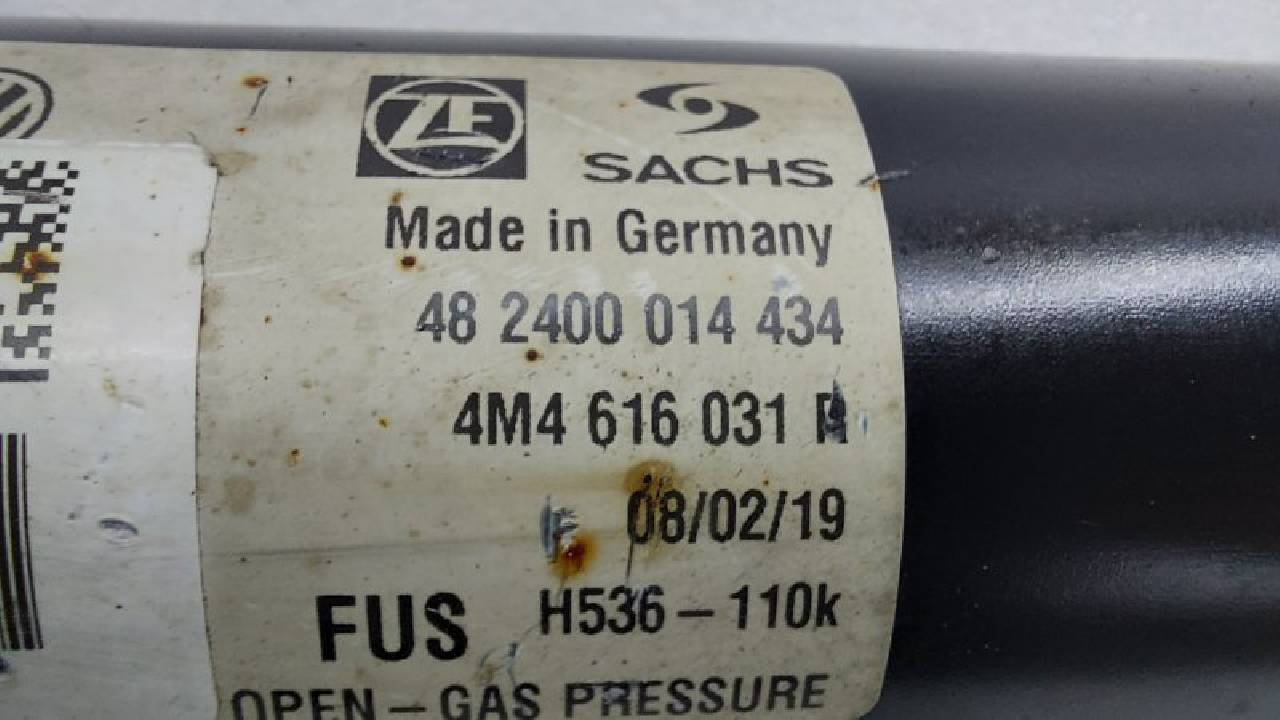 ZF SACHS
Made in Germany
48 2400 014 434
4M4 616 031
08/02/19
FUS H536-110k
OPEN-GAS PRESSURE